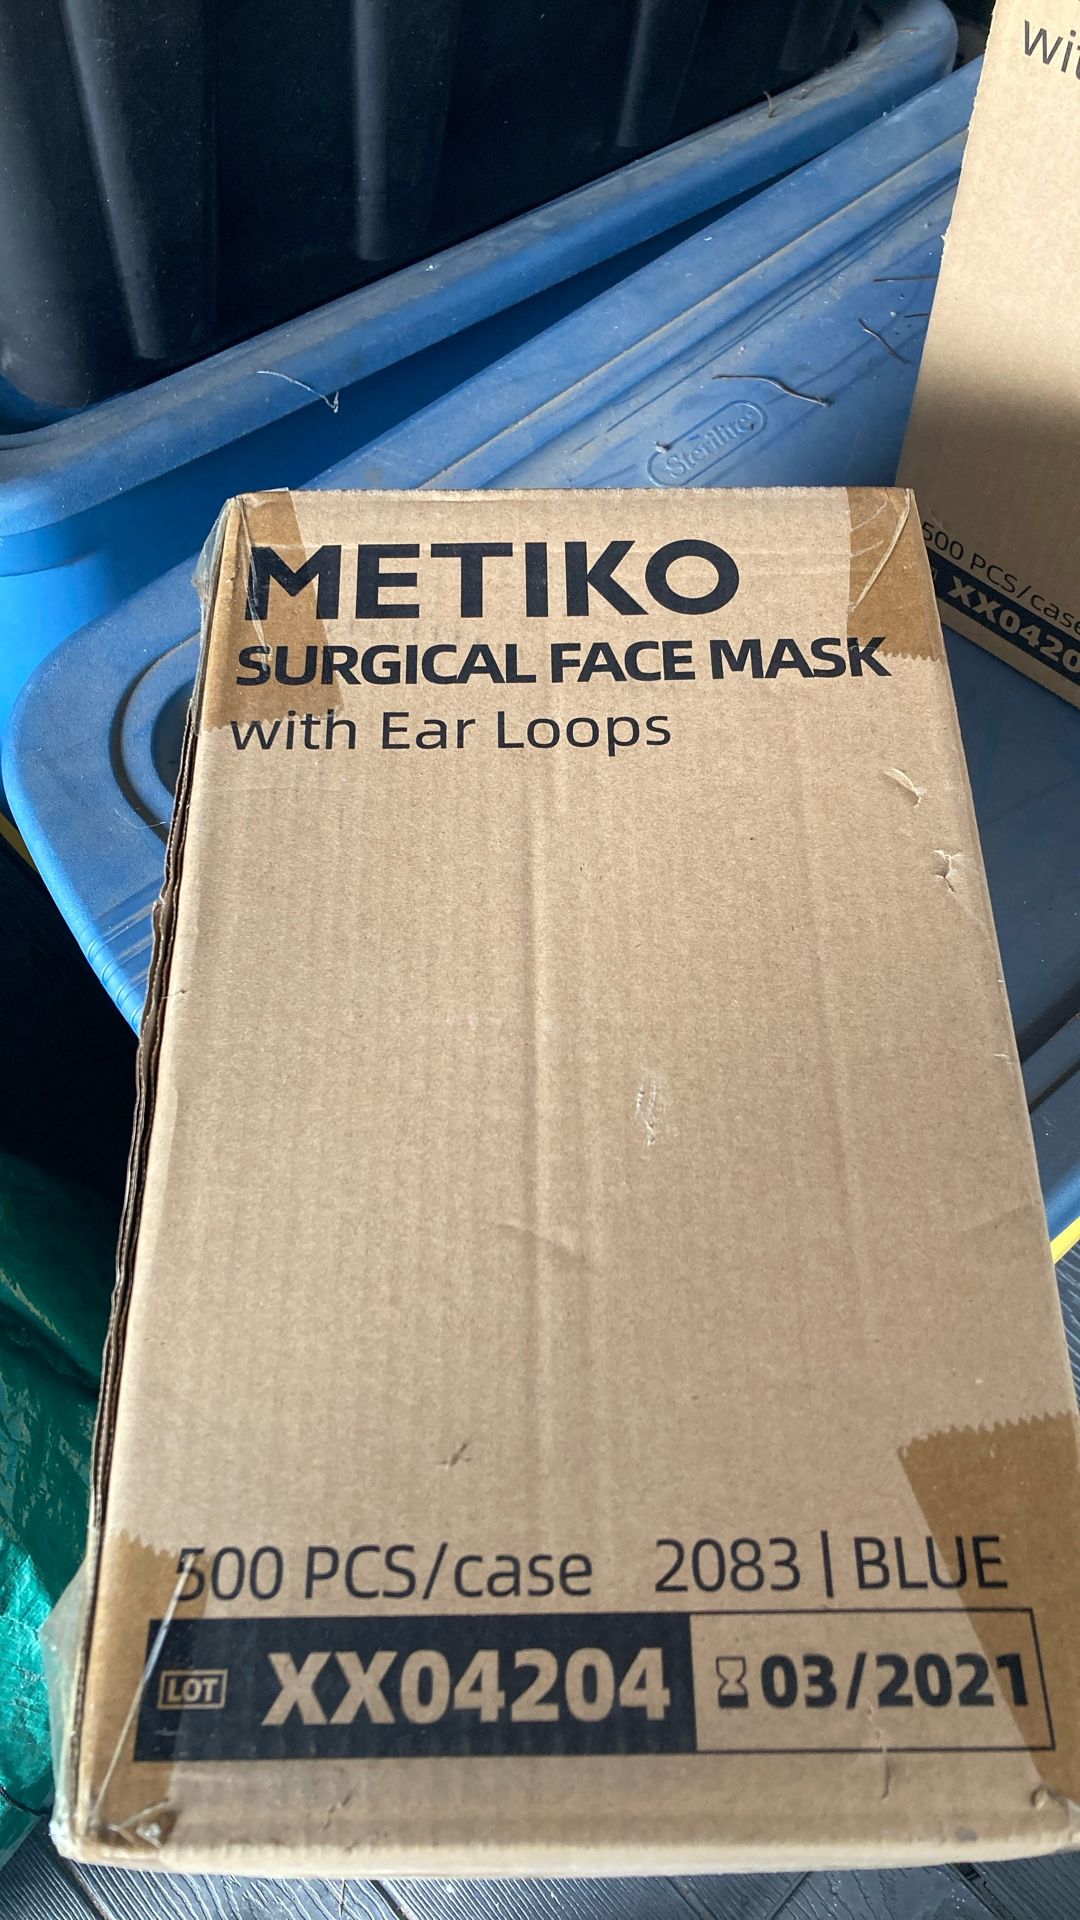 wit
Sterilite
METIKO
SURGICAL FACE MASK
with Ear Loops
500 PCS/case
XX0420
500 PCS/case 2083 | BLUE
LOT XX04204 03/2021